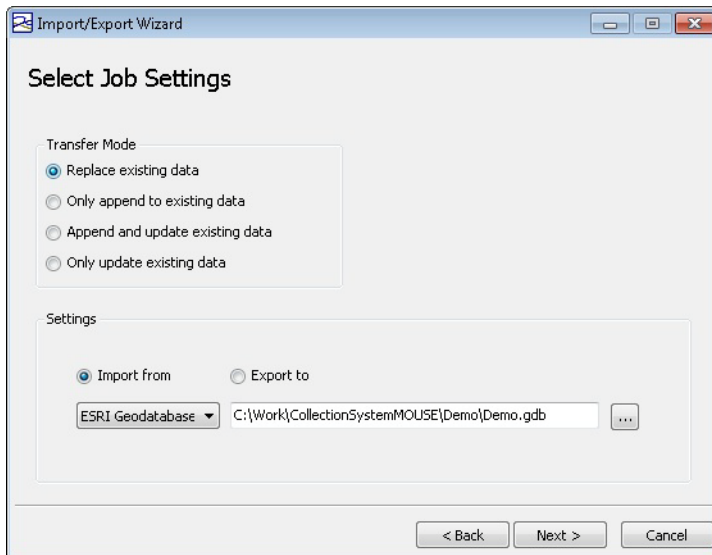 Import/Export Wizard
Select Job Settings
Transfer Mode
Replace existing data
Only append to existing data
Append and update existing data
Only update existing data
Settings
Import from Export to
ESRI Geodatabase C:\Work\CollectionSystemMOUSE\Demo\Demo.gdb ...
< Back Next > Cancel